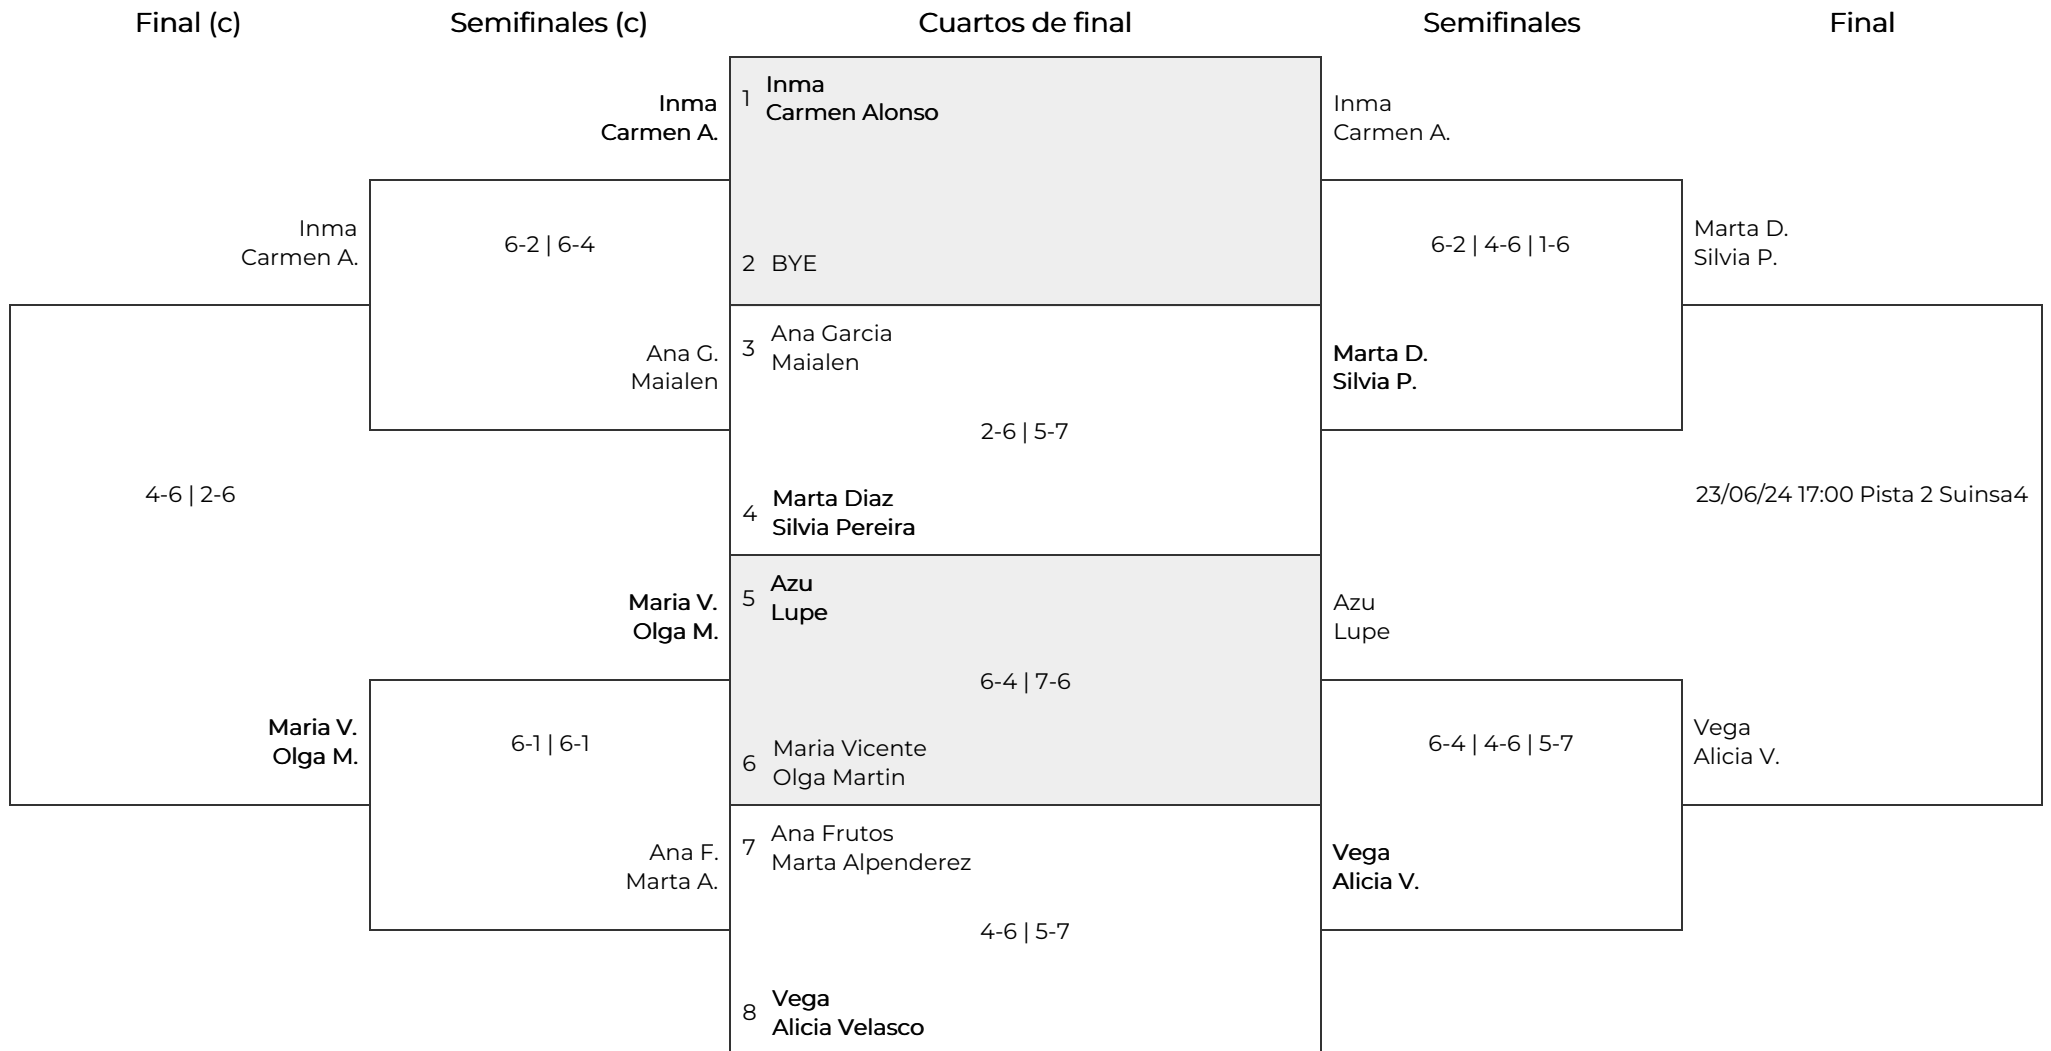 Final (c)
Semifinales (c)
Cuartos de final
Semifinales
Final
Inma
Carmen A.
6-2 | 6-4
Ana G.
Maialen
Inma
Carmen A.
4-6 | 2-6
Maria V.
Olga M.
Maria V.
Olga M.
6-1 | 6-1
Ana F.
Marta A.
1 Inma
Carmen Alonso
2 BYE
3 Ana Garcia
Maialen
2-6 | 5-7
4 Marta Diaz
Silvia Pereira
5 Azu
Lupe
6-4 | 7-6
6 Maria Vicente
Olga Martin
7 Ana Frutos
Marta Alpenderez
4-6 | 5-7
8 Vega
Alicia Velasco
Inma
Carmen A.
6-2 | 4-6 | 1-6
Marta D.
Silvia P.
Azu
Lupe
6-4 | 4-6 | 5-7
Vega
Alicia V.
Marta D.
Silvia P.
23/06/24 17:00 Pista 2 Suinsa4
Vega
Alicia V.